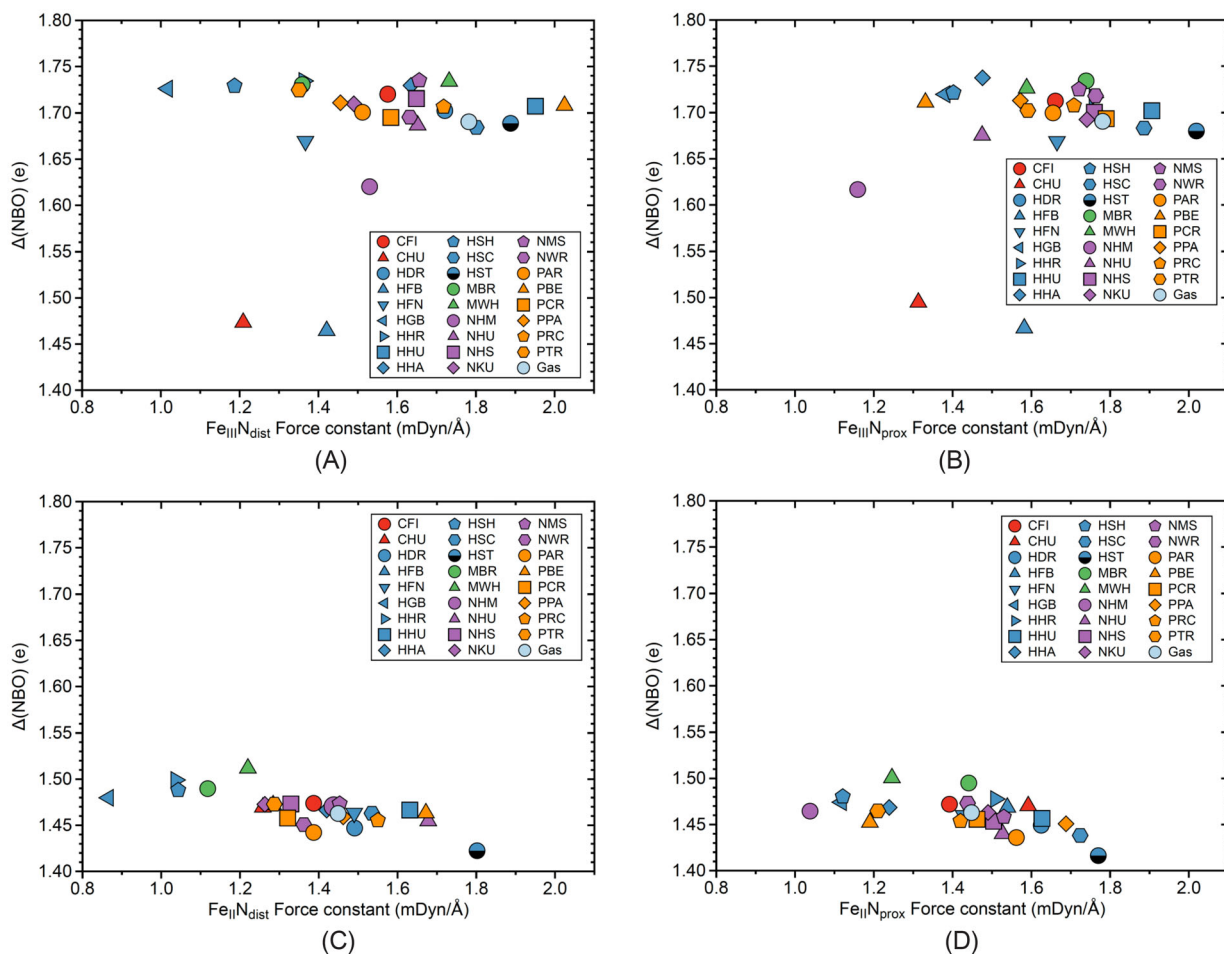 1.80
1.75
1.70
1.65
1.60
1.55
1.50
1.45
1.40
Δ(NBO) (e)
CFI HSH NMS
CHU HSC NWR
HDR HST PAR
HFB MBR PBE
HFN MWH PCR
HGB NHM PPA
HHR NHU PRC
HHU NHS PTR
HHA NKU Gas
0.8 1.0 1.2 1.4 1.6 1.8 2.0
Fe_III N_dist Force constant (mDyn/Å)
(A)
1.80
1.75
1.70
1.65
1.60
1.55
1.50
1.45
1.40
Δ(NBO) (e)
CFI HSH NMS
CHU HSC NWR
HDR HST PAR
HFB MBR PBE
HFN MWH PCR
HGB NHM PPA
HHR NHU PRC
HHU NHS PTR
HHA NKU Gas
0.8 1.0 1.2 1.4 1.6 1.8 2.0
Fe_III N_prox Force constant (mDyn/Å)
(B)
1.80
1.75
1.70
1.65
1.60
1.55
1.50
1.45
1.40
Δ(NBO) (e)
CFI HSH NMS
CHU HSC NWR
HDR HST PAR
HFB MBR PBE
HFN MWH PCR
HGB NHM PPA
HHR NHU PRC
HHU NHS PTR
HHA NKU Gas
0.8 1.0 1.2 1.4 1.6 1.8 2.0
Fe_II N_dist Force constant (mDyn/Å)
(C)
1.80
1.75
1.70
1.65
1.60
1.55
1.50
1.45
1.40
Δ(NBO) (e)
CFI HSH NMS
CHU HSC NWR
HDR HST PAR
HFB MBR PBE
HFN MWH PCR
HGB NHM PPA
HHR NHU PRC
HHU NHS PTR
HHA NKU Gas
0.8 1.0 1.2 1.4 1.6 1.8 2.0
Fe_II N_prox Force constant (mDyn/Å)
(D)